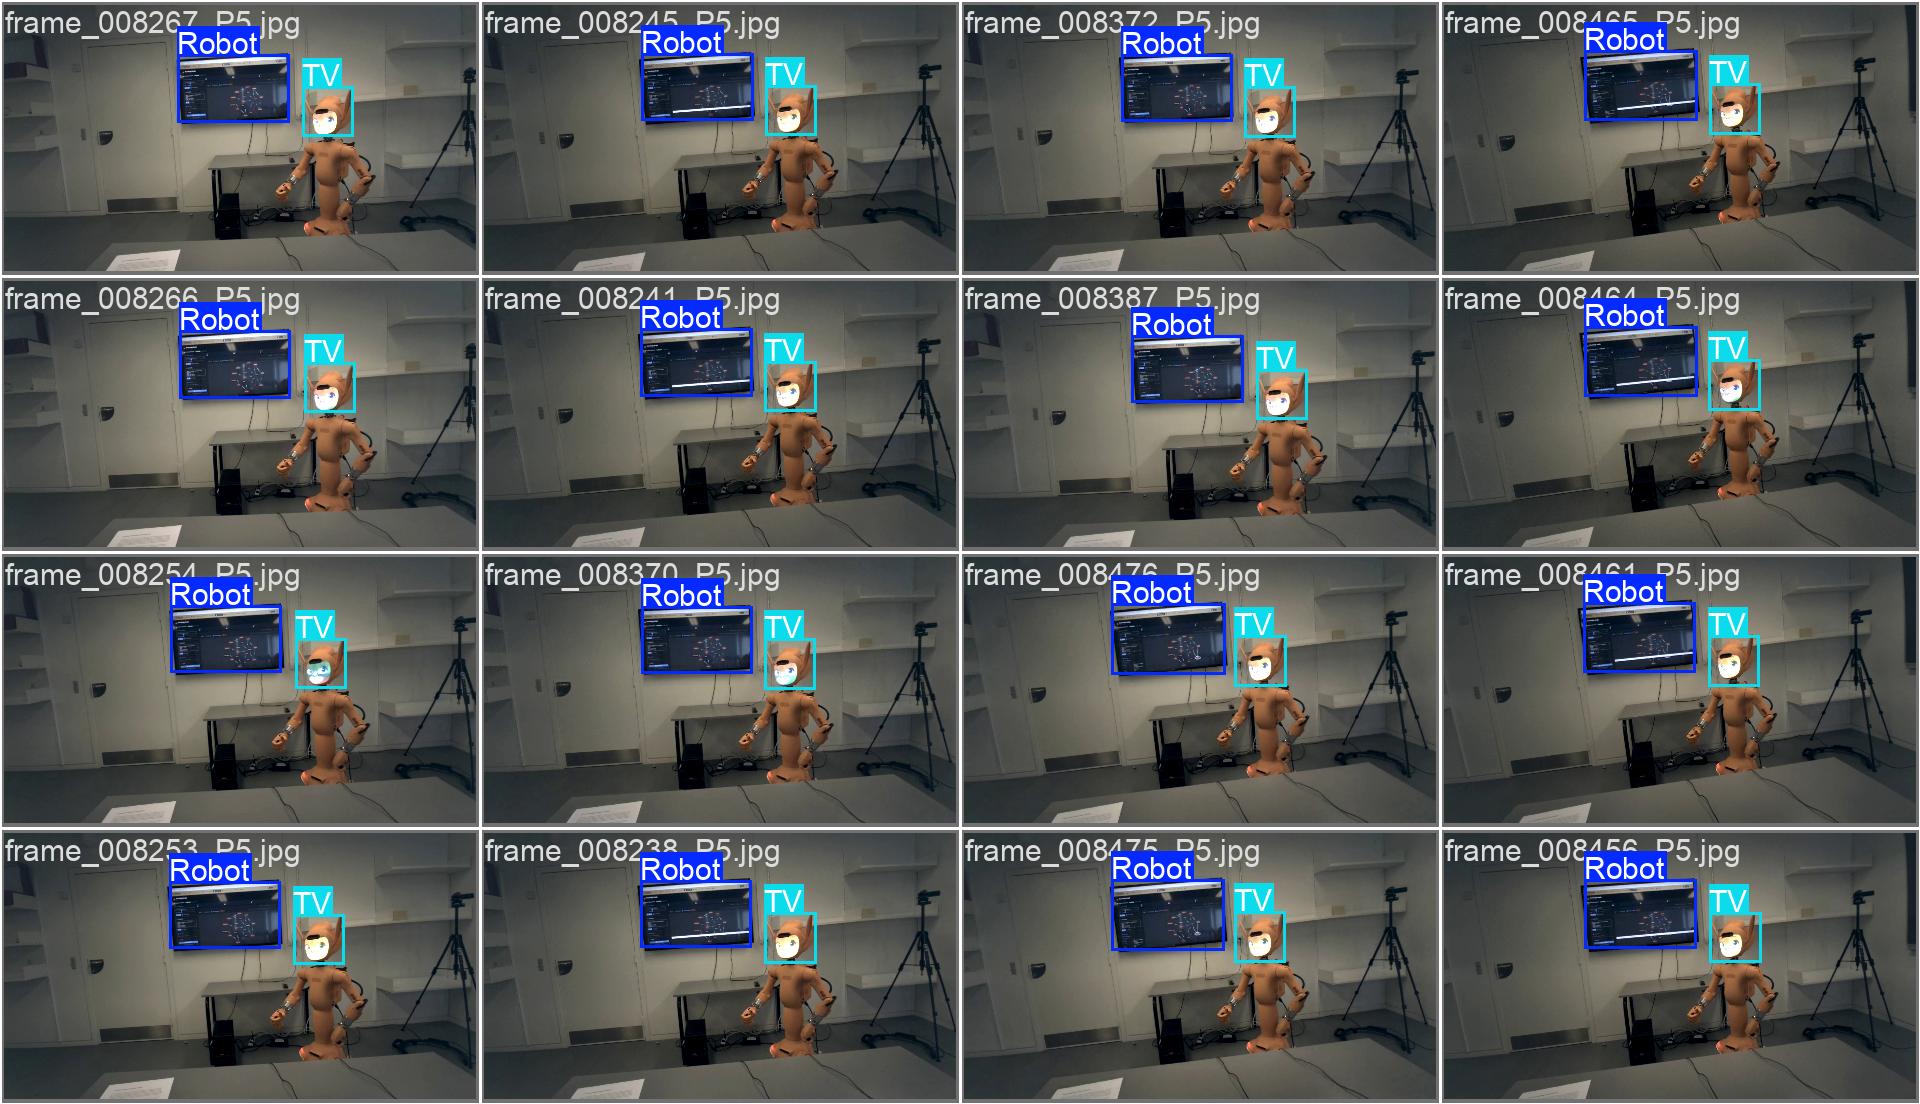 frame_008267_P5.jpg
Robot
TV
frame_008245_P5.jpg
Robot
TV
frame_008372_P5.jpg
Robot
TV
frame_008465_P5.jpg
Robot
TV
frame_008266_P5.jpg
Robot
TV
frame_008241_P5.jpg
Robot
TV
frame_008387_P5.jpg
Robot
TV
frame_008464_P5.jpg
Robot
TV
frame_008254_P5.jpg
Robot
TV
frame_008370_P5.jpg
Robot
TV
frame_008476_P5.jpg
Robot
TV
frame_008461_P5.jpg
Robot
TV
frame_008253_P5.jpg
Robot
TV
frame_008238_P5.jpg
Robot
TV
frame_008475_P5.jpg
Robot
TV
frame_008456_P5.jpg
Robot
TV